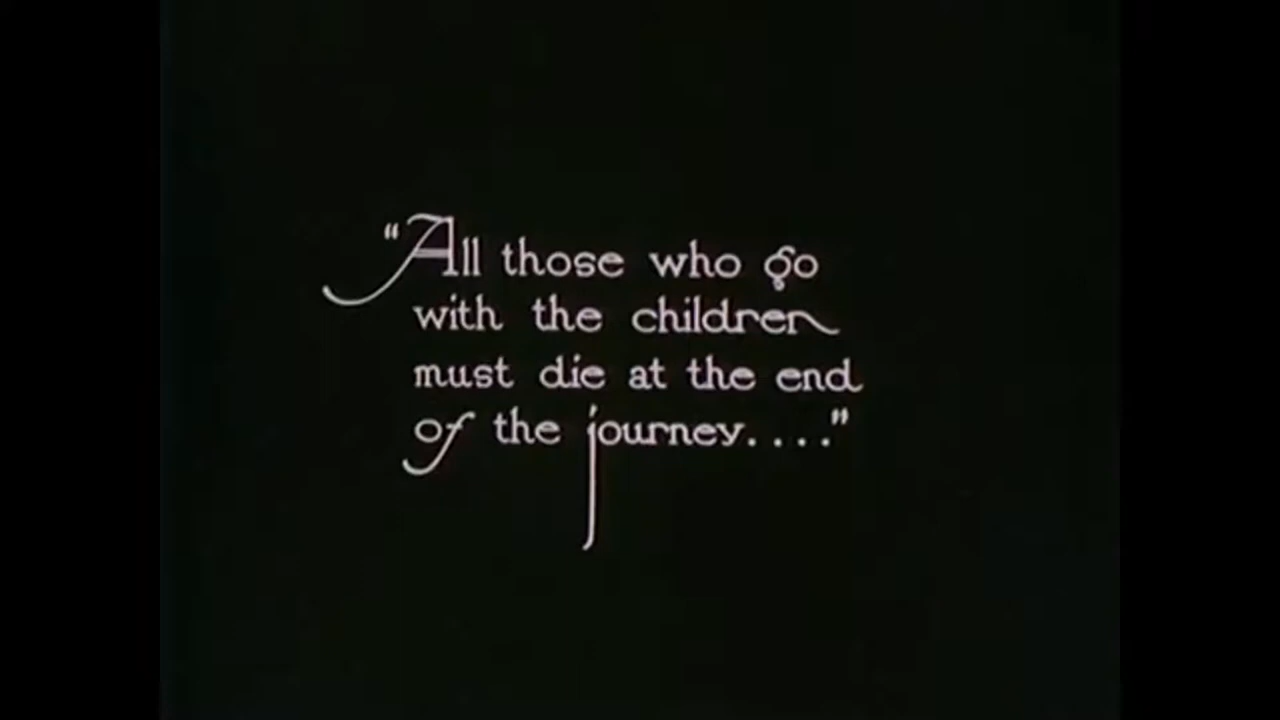 "All those who go
with the children
must die at the end
of the journey...."